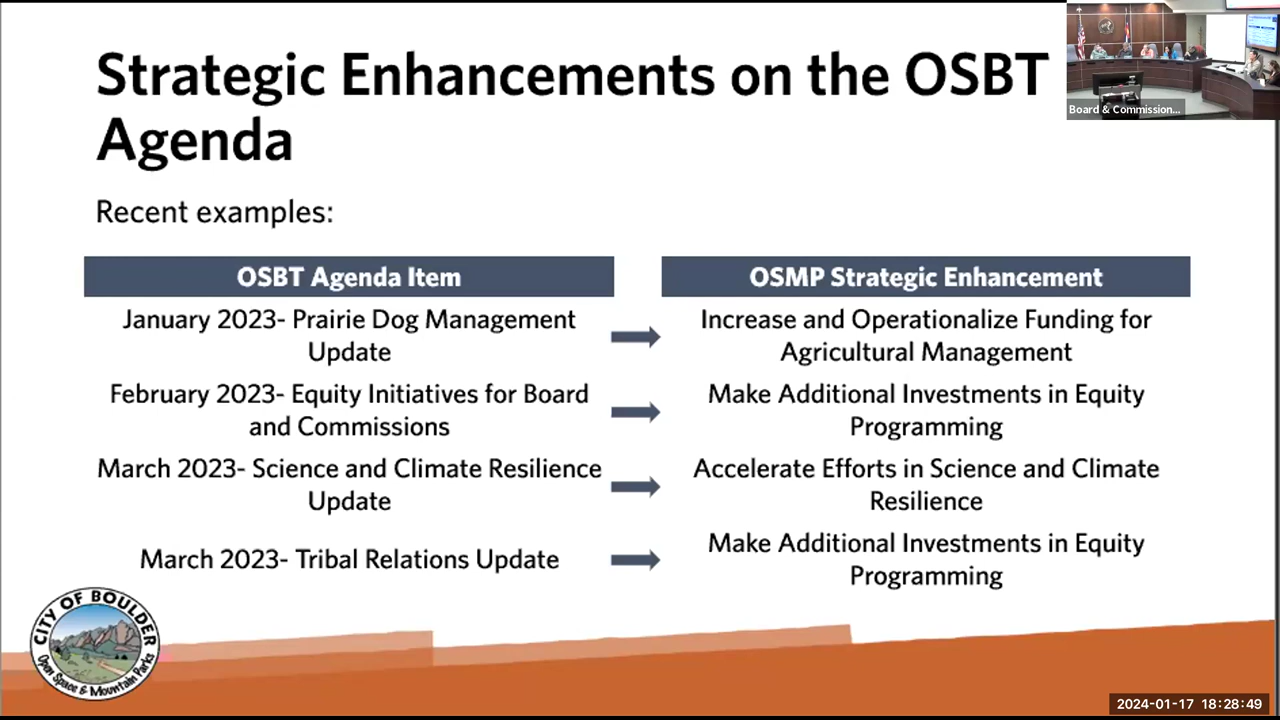 Strategic Enhancements on the OSBT
Agenda
Board & Commission...
Recent examples:
OSBT Agenda Item
OSMP Strategic Enhancement
January 2023- Prairie Dog Management
Update
Increase and Operationalize Funding for
Agricultural Management
February 2023- Equity Initiatives for Board
and Commissions
Make Additional Investments in Equity
Programming
March 2023- Science and Climate Resilience
Update
Accelerate Efforts in Science and Climate
Resilience
March 2023- Tribal Relations Update
Make Additional Investments in Equity
Programming
CITY OF BOULDER
Open Space & Mountain Parks
2024-01-17 18:28:49